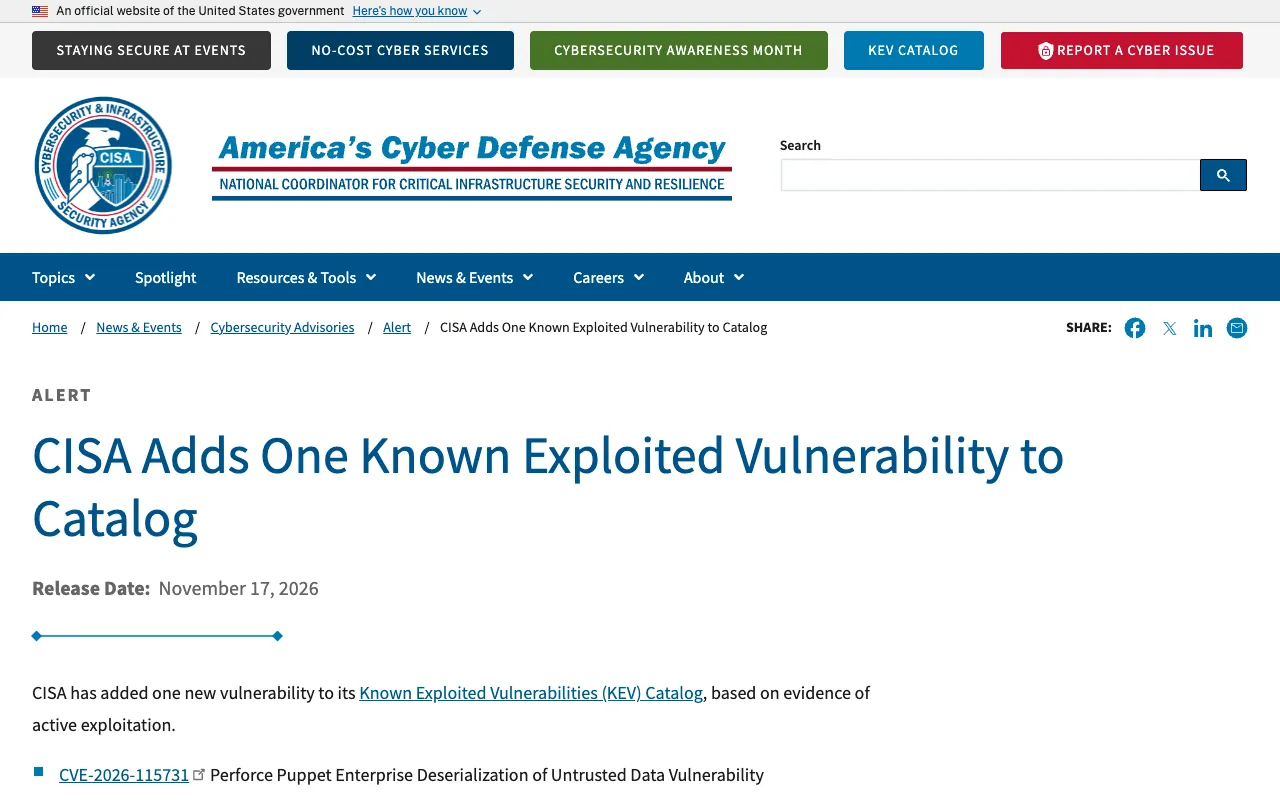 An official website of the United States government Here's how you know
STAYING SECURE AT EVENTS
NO-COST CYBER SERVICES
CYBERSECURITY AWARENESS MONTH
KEV CATALOG
REPORT A CYBER ISSUE
CYBERSECURITY & INFRASTRUCTURE
CISA
SECURITY AGENCY
America's Cyber Defense Agency
NATIONAL COORDINATOR FOR CRITICAL INFRASTRUCTURE SECURITY AND RESILIENCE
Search
Topics Spotlight Resources & Tools News & Events Careers About
Home / News & Events / Cybersecurity Advisories / Alert / CISA Adds One Known Exploited Vulnerability to Catalog
SHARE:
ALERT
CISA Adds One Known Exploited Vulnerability to
Catalog
Release Date: November 17, 2026
CISA has added one new vulnerability to its Known Exploited Vulnerabilities (KEV) Catalog, based on evidence of
active exploitation.
CVE-2026-115731 Perforce Puppet Enterprise Deserialization of Untrusted Data Vulnerability